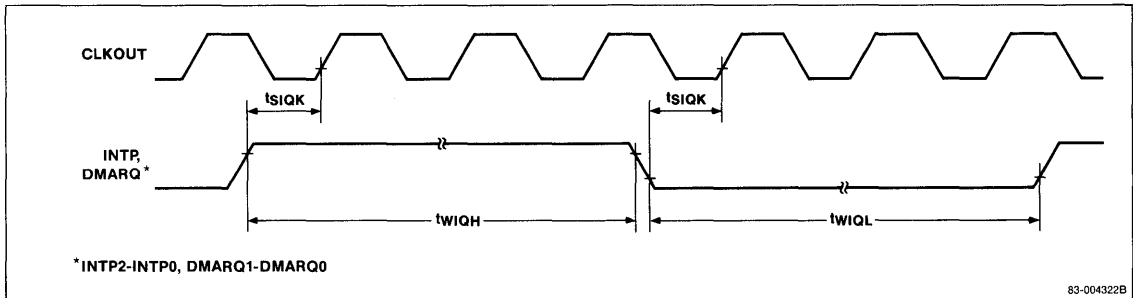 CLKOUT
tSIQK
tSIQK
INTP,
DMARQ*
tWIQH
tWIQL
*INTP2-INTP0, DMARQ1-DMARQ0
83-004322B